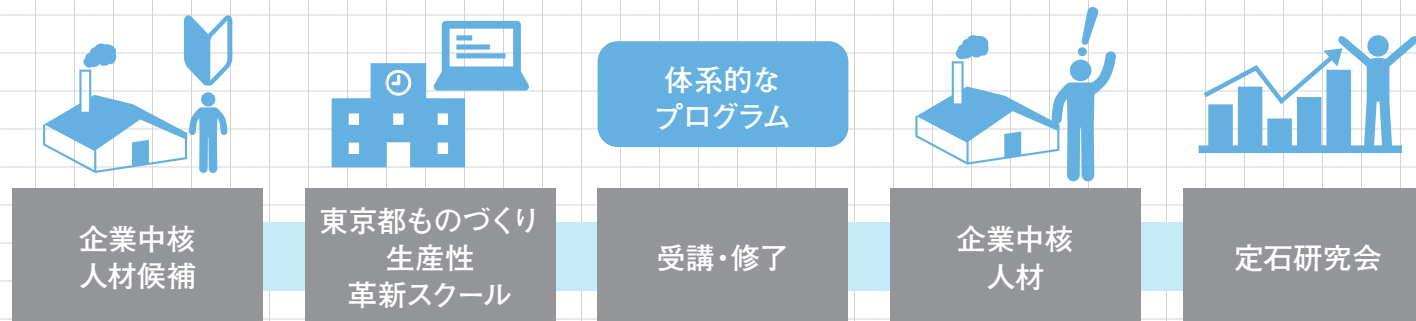 体系的な
プログラム
企業中核
人材候補
東京都ものづくり
生産性
革新スクール
受講・修了
企業中核
人材
定石研究会